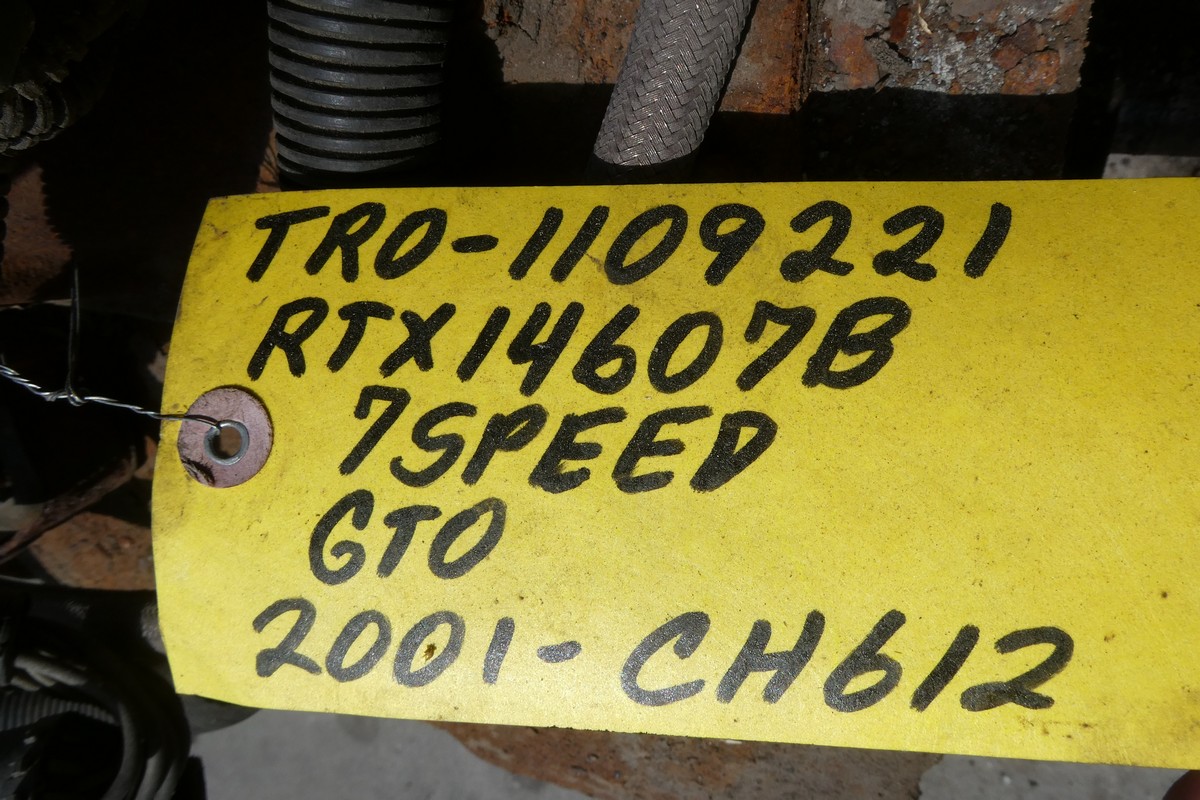 TRO-1109221
RTX14607B
7SPEED
GTO
2001-CH612